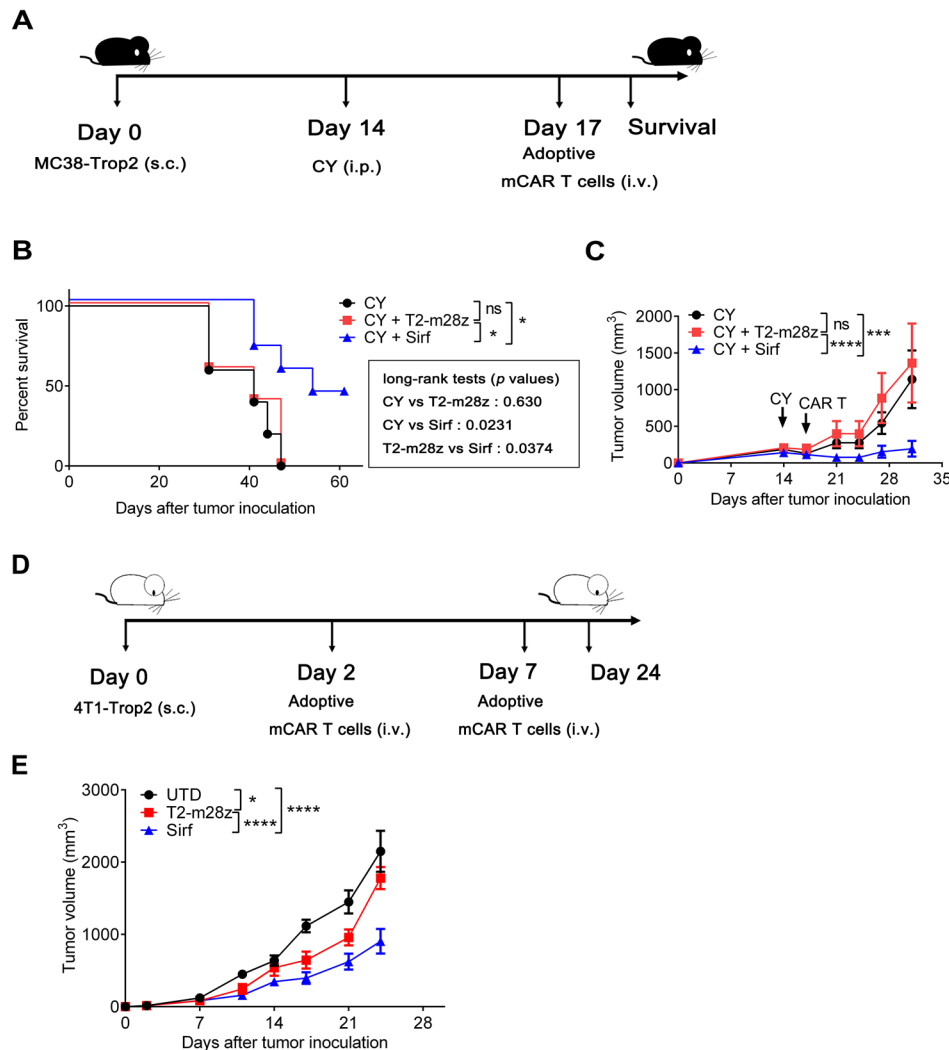 A
Day 0
MC38-Trop2 (s.c.)
Day 14
CY (i.p.)
Day 17
Adoptive
mCAR T cells (i.v.)
Survival
B
Percent survival
100
50
0
0 20 40 60
Days after tumor inoculation
CY
CY + T2-m28z
CY + Sirf
ns
*
*
long-rank tests (p values)
CY vs T2-m28z : 0.630
CY vs Sirf : 0.0231
T2-m28z vs Sirf : 0.0374
C
Tumor volume (mm3)
2000
1500
1000
500
0
0 7 14 21 28 35
Days after tumor inoculation
CY
CY + T2-m28z
CY + Sirf
ns
****
***
CY
CAR T
D
Day 0
4T1-Trop2 (s.c.)
Day 2
Adoptive
mCAR T cells (i.v.)
Day 7
Adoptive
mCAR T cells (i.v.)
Day 24
E
Tumor volume (mm3)
3000
2000
1000
0
0 7 14 21 28
Days after tumor inoculation
UTD
T2-m28z
Sirf
*
****
****